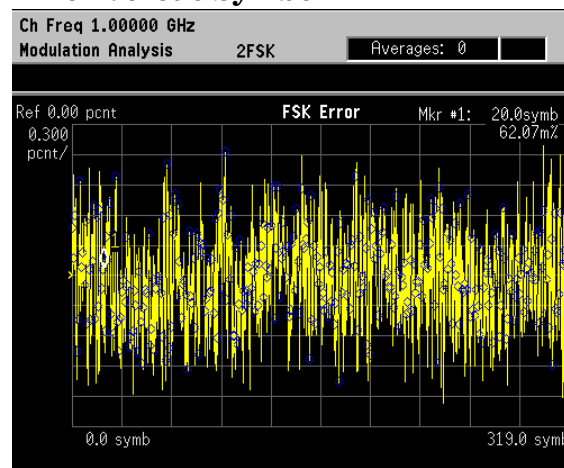 Ch Freq 1.00000 GHz
Modulation Analysis 2FSK Averages: 0
Ref 0.00 pcnt FSK Error Mkr #1: 20.0symb
0.300 62.07m%
pcnt/
0.0 symb 319.0 symb